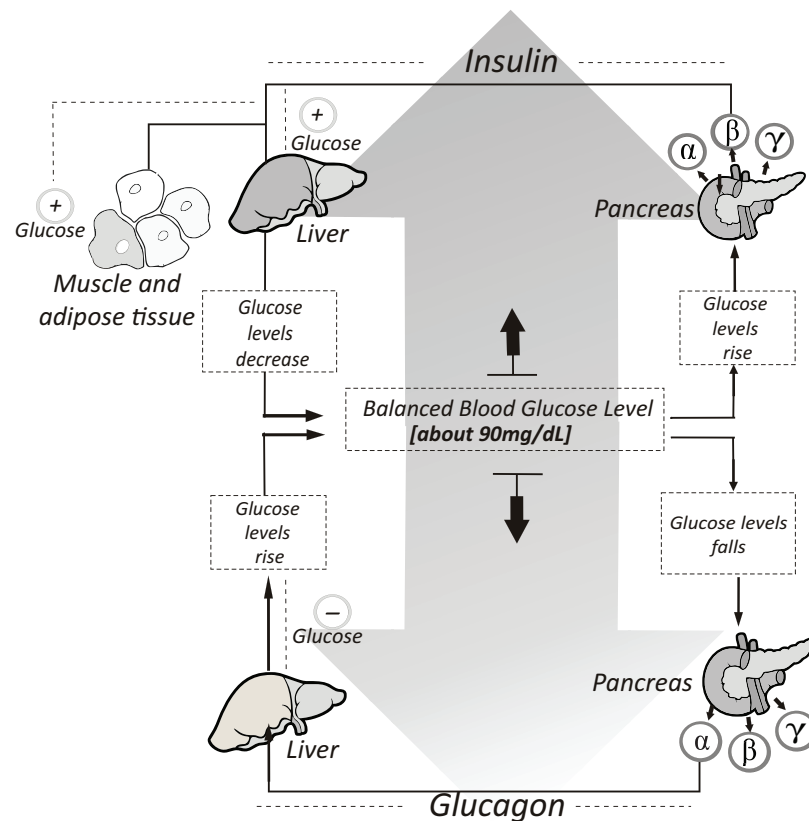 Insulin
+
Glucose
β
α
γ
+
Glucose
Pancreas
Liver
Muscle and
adipose tissue
Glucose
levels
decrease
Glucose
levels
rise
Balanced Blood Glucose Level
[about 90mg/dL]
Glucose
levels
rise
Glucose levels
falls
−
Glucose
Pancreas
Liver
α
β
γ
Glucagon